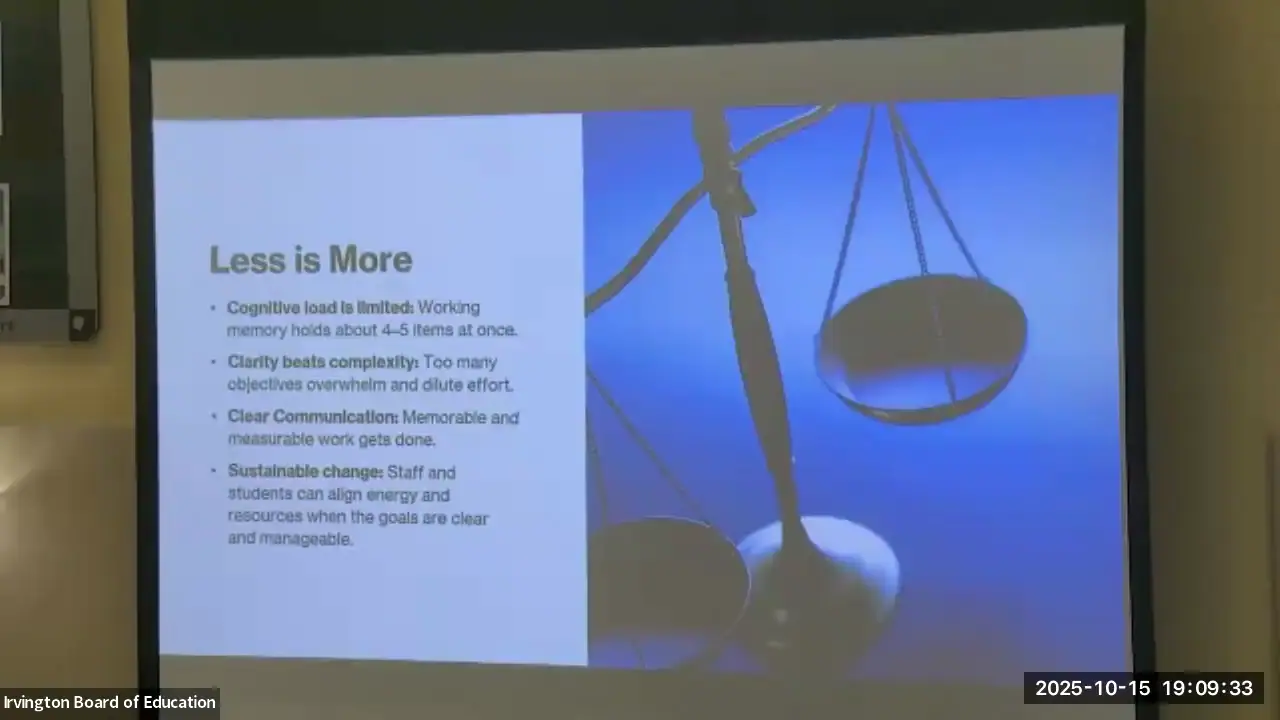 Less is More
• Cognitive load is limited: Working
memory holds about 4–5 items at once.
• Clarity beats complexity: Too many
objectives overwhelm and dilute effort.
• Clear Communication: Memorable and
measurable work gets done.
• Sustainable change: Staff and
students can align energy and
resources when the goals are clear
and manageable.
Irvington Board of Education
2025-10-15 19:09:33